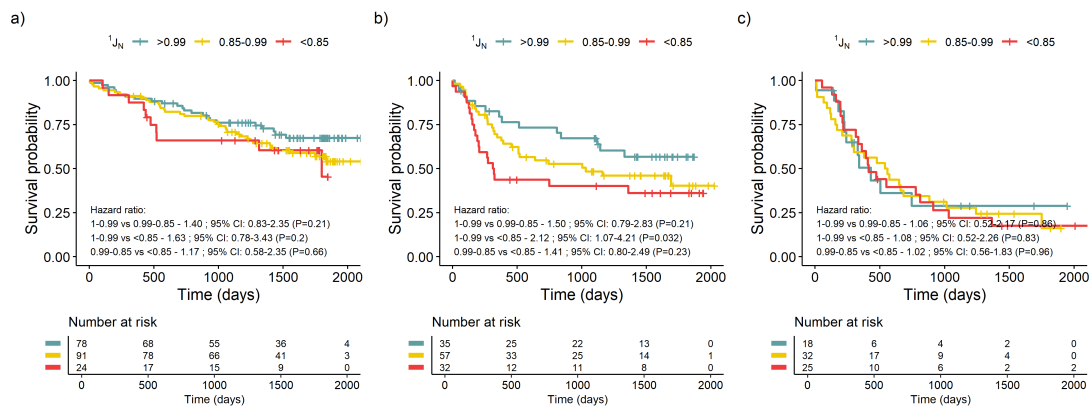 a)
¹J_N >0.99 0.85-0.99 <0.85
Survival probability
1.00
0.75
0.50
0.25
0.00
Hazard ratio:
1-0.99 vs 0.99-0.85 - 1.40 ; 95% CI: 0.83-2.35 (P=0.21)
1-0.99 vs <0.85 - 1.63 ; 95% CI: 0.78-3.43 (P=0.2)
0.99-0.85 vs <0.85 - 1.17 ; 95% CI: 0.58-2.35 (P=0.66)
0 500 1000 1500 2000
Time (days)
Number at risk
78 68 55 36 4
91 78 66 41 3
24 17 15 9 0
0 500 1000 1500 2000
Time (days)
b)
¹J_N >0.99 0.85-0.99 <0.85
Survival probability
1.00
0.75
0.50
0.25
0.00
Hazard ratio:
1-0.99 vs 0.99-0.85 - 1.50 ; 95% CI: 0.79-2.83 (P=0.21)
1-0.99 vs <0.85 - 2.12 ; 95% CI: 1.07-4.21 (P=0.032)
0.99-0.85 vs <0.85 - 1.41 ; 95% CI: 0.80-2.49 (P=0.23)
0 500 1000 1500 2000
Time (days)
Number at risk
35 25 22 13 0
57 33 25 14 1
32 12 11 8 0
0 500 1000 1500 2000
Time (days)
c)
¹J_N >0.99 0.85-0.99 <0.85
Survival probability
1.00
0.75
0.50
0.25
0.00
Hazard ratio:
1-0.99 vs 0.99-0.85 - 1.06 ; 95% CI: 0.52-2.17 (P=0.86)
1-0.99 vs <0.85 - 1.08 ; 95% CI: 0.52-2.26 (P=0.83)
0.99-0.85 vs <0.85 - 1.02 ; 95% CI: 0.56-1.83 (P=0.96)
0 500 1000 1500 2000
Time (days)
Number at risk
18 6 4 2 0
32 17 9 4 0
25 10 6 2 2
0 500 1000 1500 2000
Time (days)